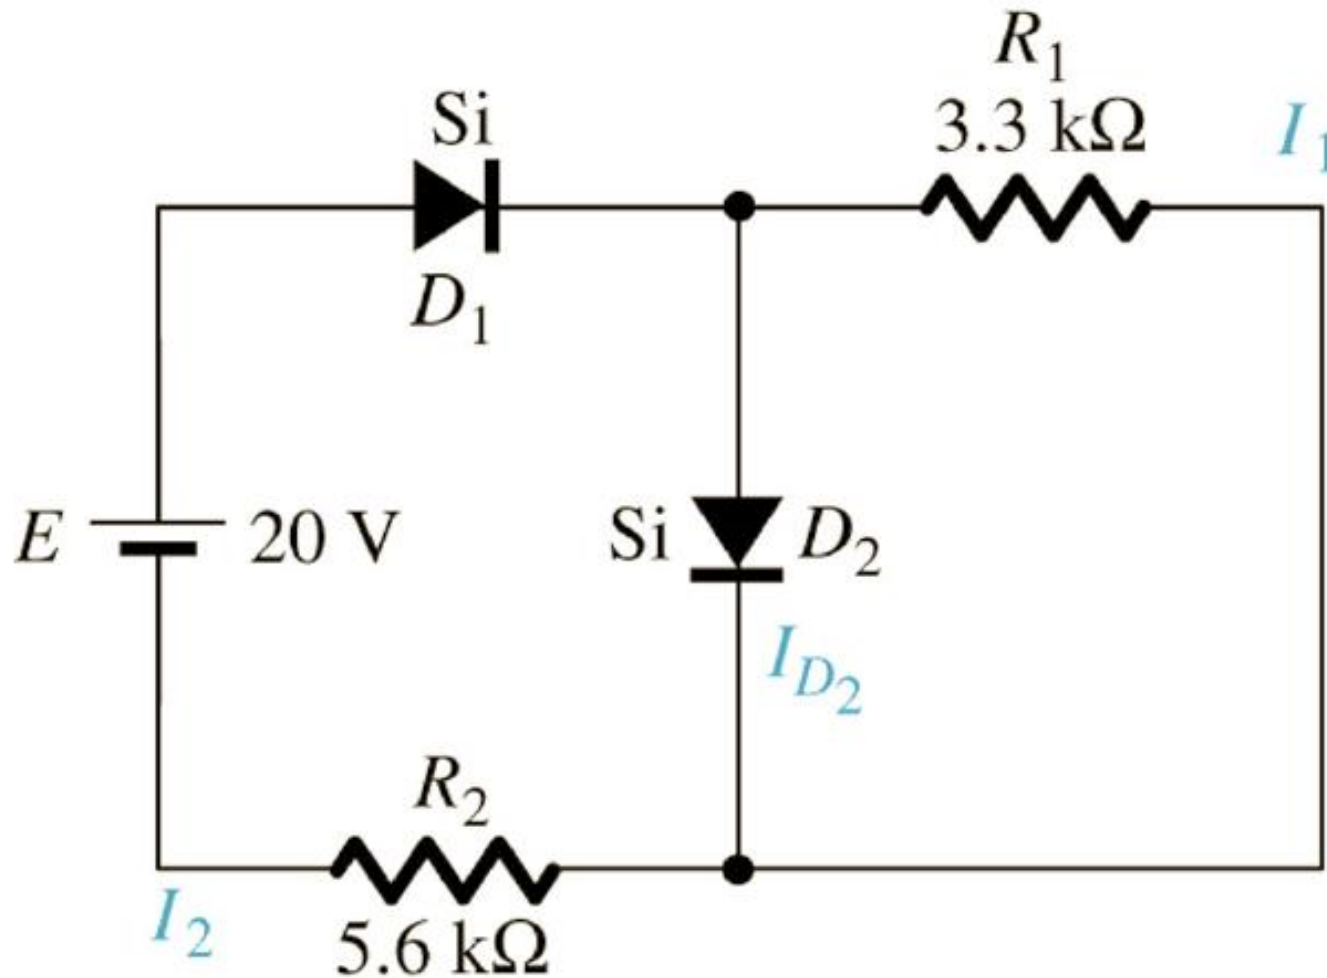 R1
3.3 kΩ
I1
Si
D1
E
20 V
Si
D2
ID2
R2
5.6 kΩ
I2